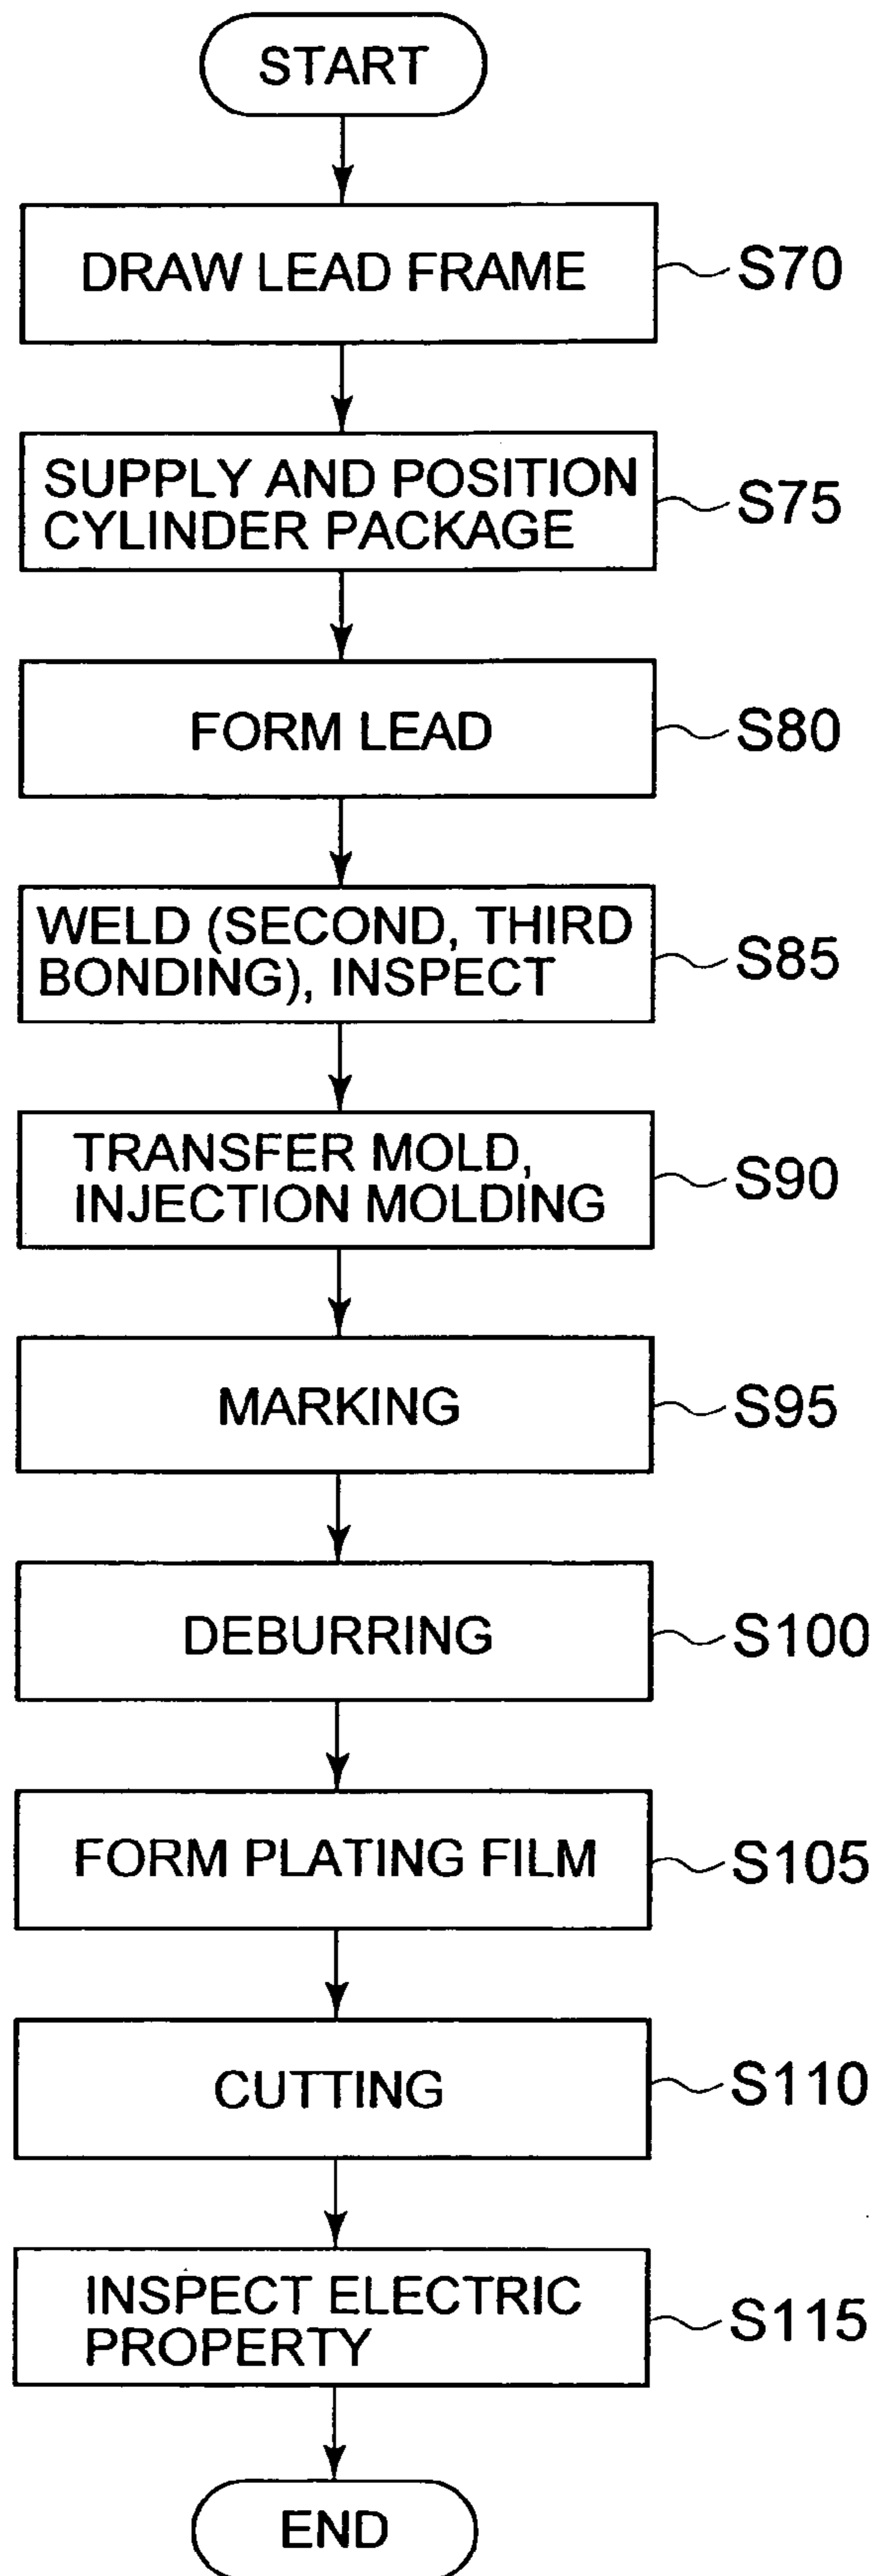 START
DRAW LEAD FRAME
S70
SUPPLY AND POSITION
CYLINDER PACKAGE
S75
FORM LEAD
S80
WELD (SECOND, THIRD
BONDING), INSPECT
S85
TRANSFER MOLD,
INJECTION MOLDING
S90
MARKING
S95
DEBURRING
S100
FORM PLATING FILM
S105
CUTTING
S110
INSPECT ELECTRIC
PROPERTY
S115
END